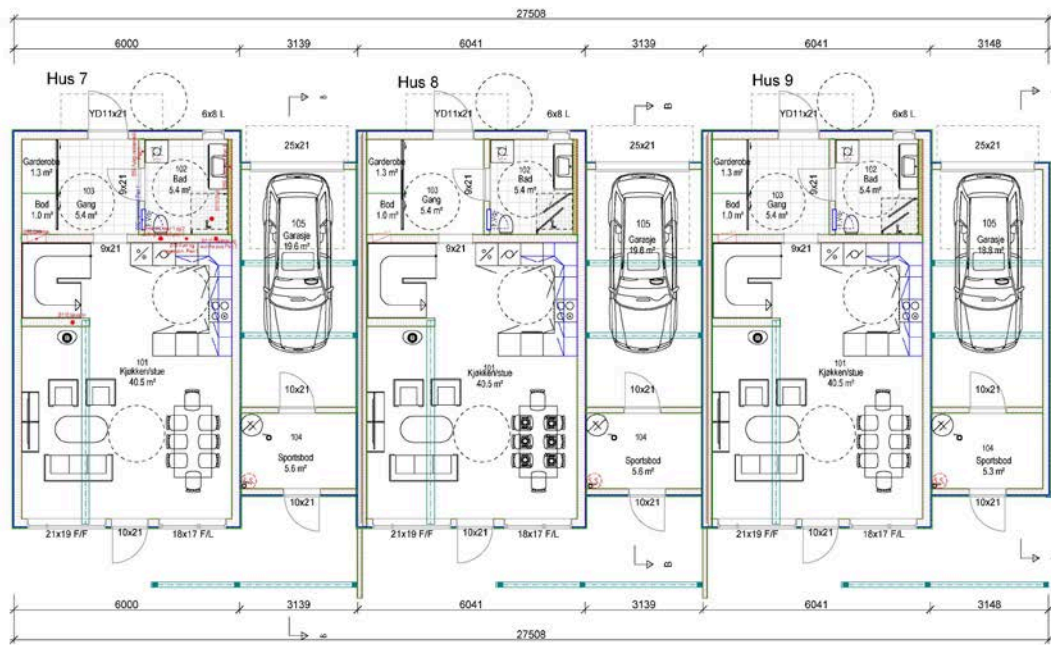 27508
6000 3139 6041 3139 6041 3148
Hus 7 Hus 8 Hus 9
YD11x21 6x8 L YD11x21 6x8 L YD11x21 6x8 L
25x21 25x21 25x21
Garderobe
1.3 m²
Bod
1.0 m²
103
Gang
5.4 m²
9x21
102
Bad
5.4 m²
9x21
105
Garasje
19.6 m²
101
Kjøkken/stue
40.5 m²
10x21
104
Sportsbod
5.6 m²
10x21
21x19 F/F 10x21 18x17 F/L
Garderobe
1.3 m²
Bod
1.0 m²
103
Gang
5.4 m²
9x21
102
Bad
5.4 m²
9x21
105
Garasje
19.6 m²
101
Kjøkken/stue
40.5 m²
10x21
104
Sportsbod
5.6 m²
10x21
21x19 F/F 10x21 18x17 F/L
Garderobe
1.3 m²
Bod
1.0 m²
103
Gang
5.4 m²
9x21
102
Bad
5.4 m²
9x21
105
Garasje
18.8 m²
101
Kjøkken/stue
40.5 m²
10x21
104
Sportsbod
5.3 m²
10x21
21x19 F/F 10x21 18x17 F/L
B
B
6000 3139 6041 3139 6041 3148
27508